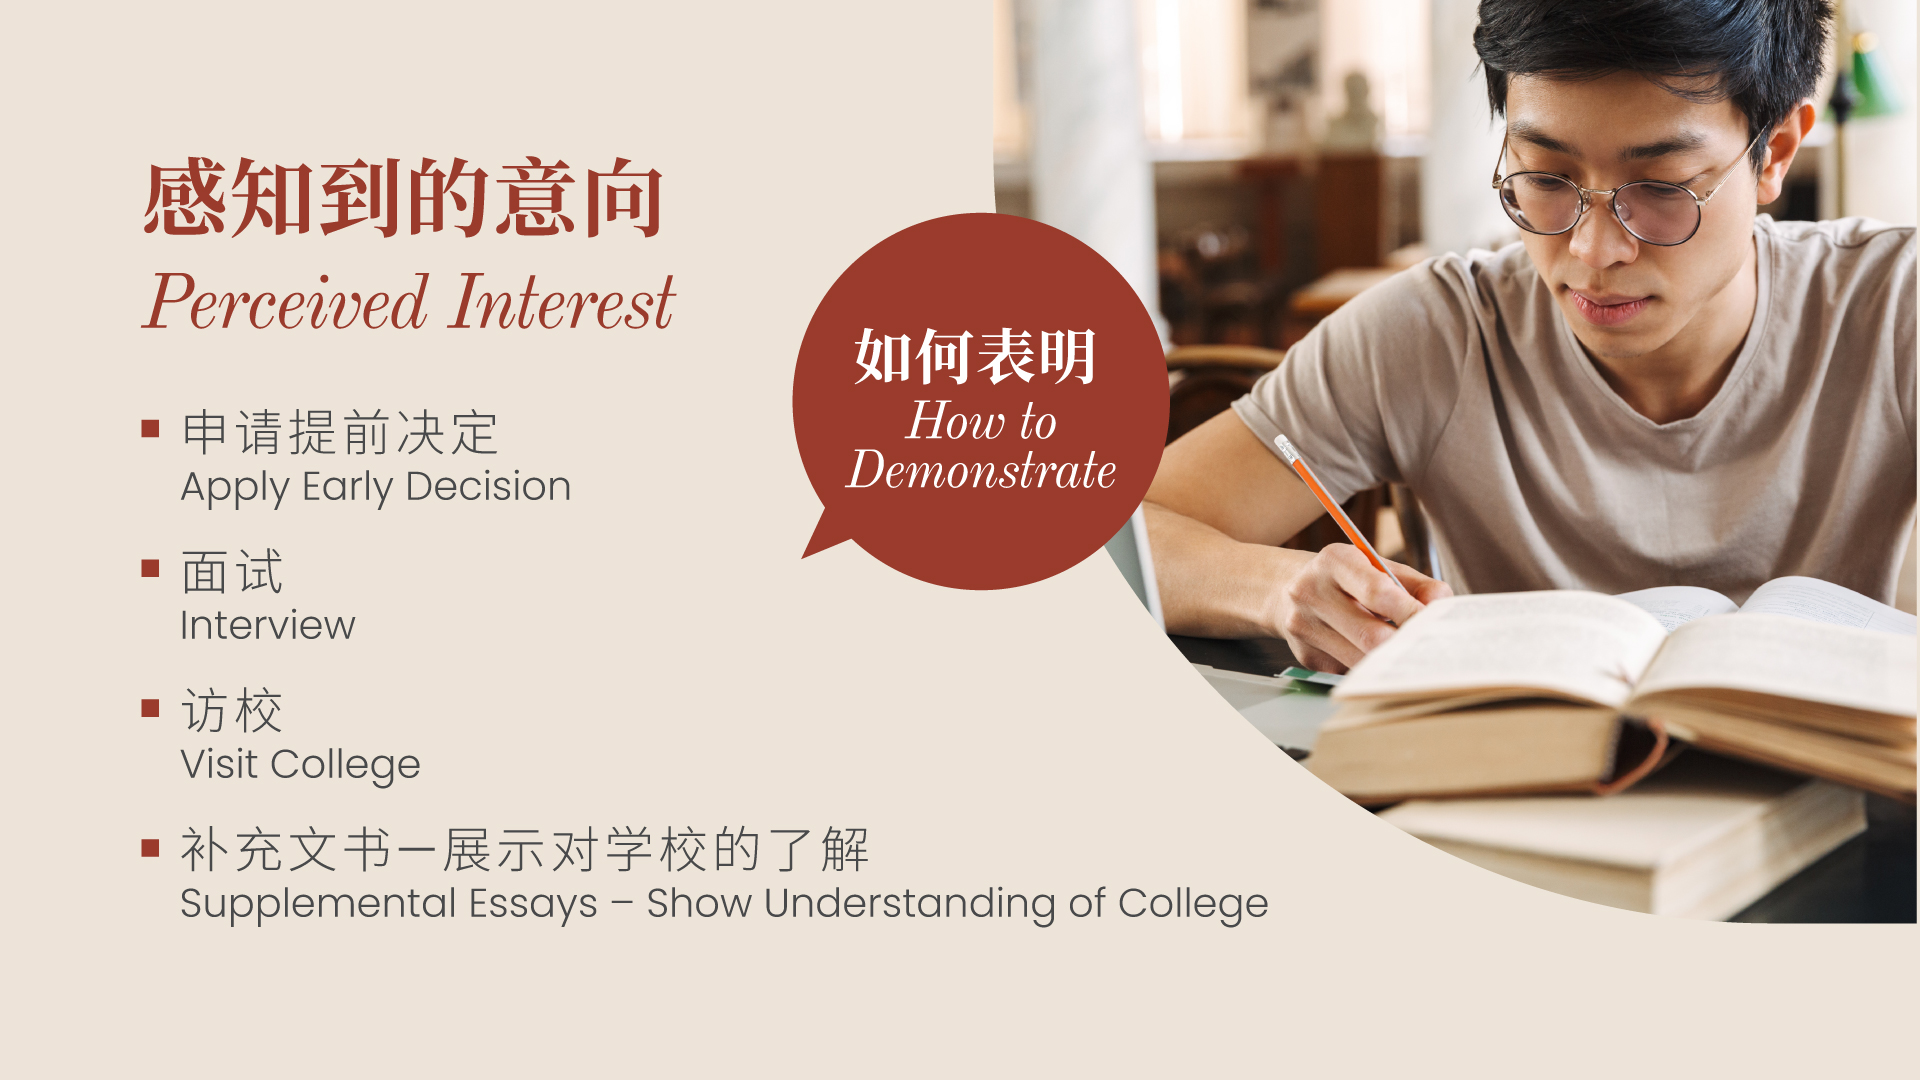 感知到的意向
Perceived Interest
如何表明
How to
Demonstrate
申请提前决定
Apply Early Decision
面试
Interview
访校
Visit College
补充文书—展示对学校的了解
Supplemental Essays – Show Understanding of College